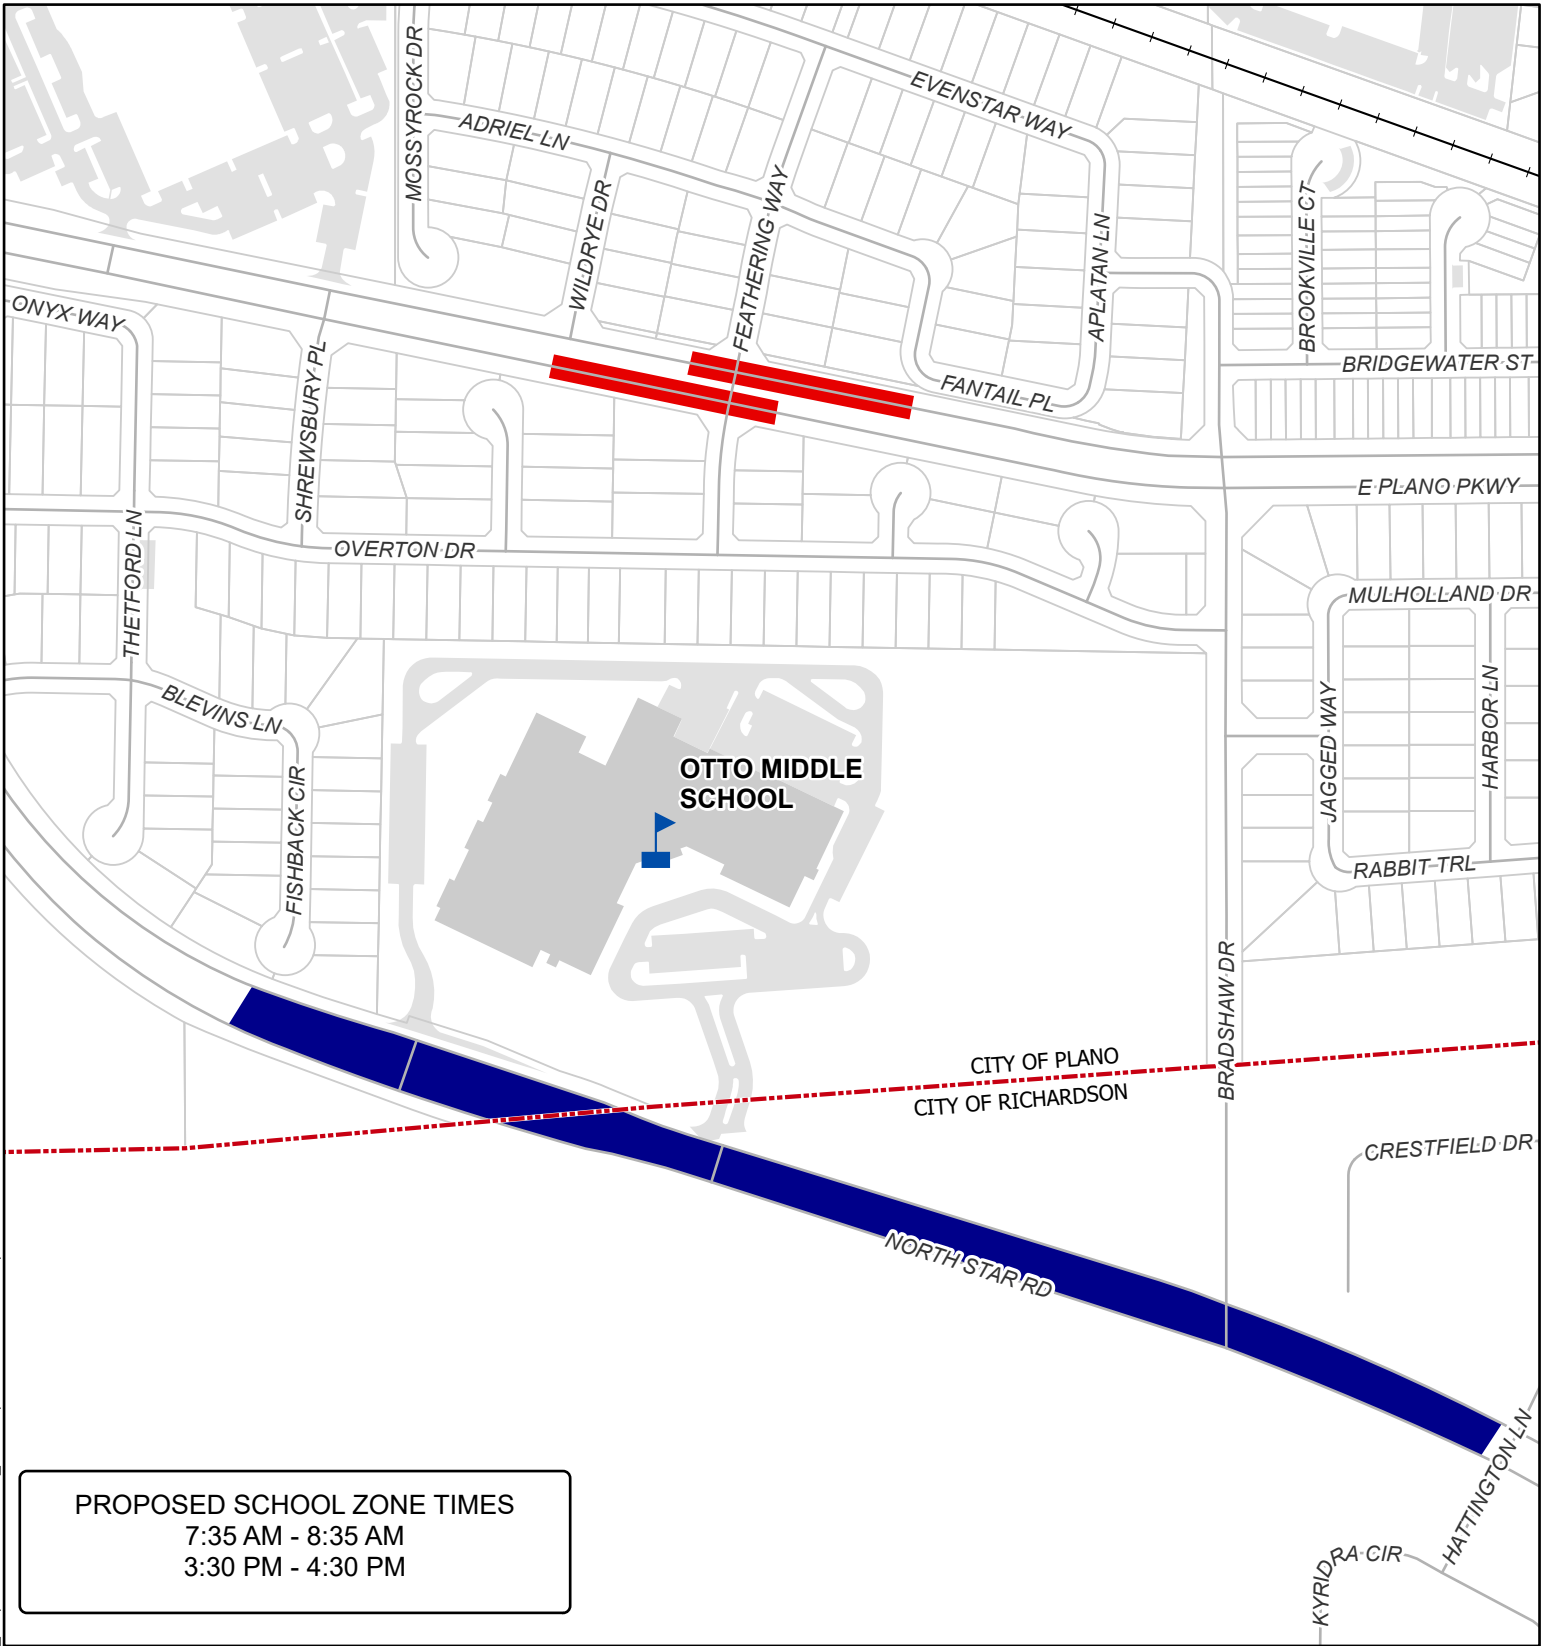 MOSSYROCK DR
ADRIEL LN
EVENSTAR WAY
WILDRYE DR
FEATHERING WAY
APLATAN LN
BROOKVILLE CT
ONYX WAY
SHREWSBURY PL
FANTAIL PL
BRIDGEWATER ST
E PLANO PKWY
THETFORD LN
OVERTON DR
MULHOLLAND DR
BLEVINS LN
FISHBACK CIR
OTTO MIDDLE
SCHOOL
JAGGED WAY
HARBOR LN
RABBIT TRL
BRADSHAW DR
CITY OF PLANO
CITY OF RICHARDSON
CRESTFIELD DR
NORTH STAR RD
HATTINGTON LN
KYRIDRA CIR
PROPOSED SCHOOL ZONE TIMES
7:35 AM - 8:35 AM
3:30 PM - 4:30 PM